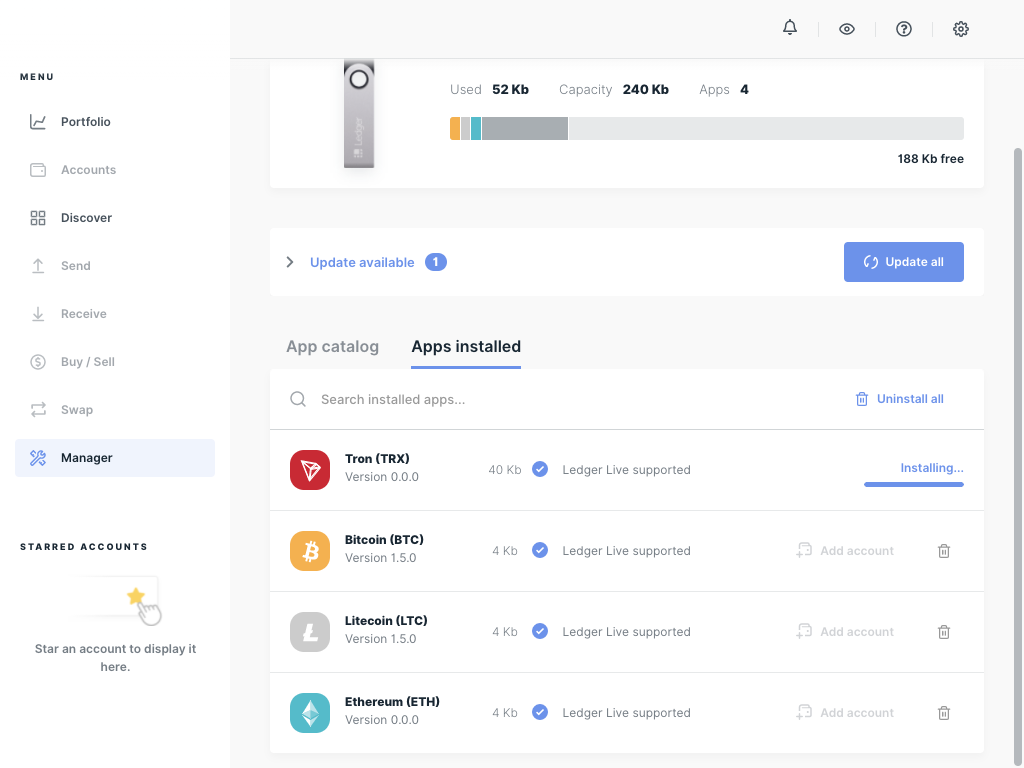 MENU
Portfolio
Accounts
Discover
Send
Receive
Buy / Sell
Swap
Manager
STARRED ACCOUNTS
Star an account to display it
here.
Ledger
Used 52 Kb Capacity 240 Kb Apps 4
188 Kb free
Update available 1
Update all
App catalog Apps installed
Search installed apps...
Uninstall all
Tron (TRX)
Version 0.0.0
40 Kb Ledger Live supported
Installing...
Bitcoin (BTC)
Version 1.5.0
4 Kb Ledger Live supported
Add account
Litecoin (LTC)
Version 1.5.0
4 Kb Ledger Live supported
Add account
Ethereum (ETH)
Version 0.0.0
4 Kb Ledger Live supported
Add account